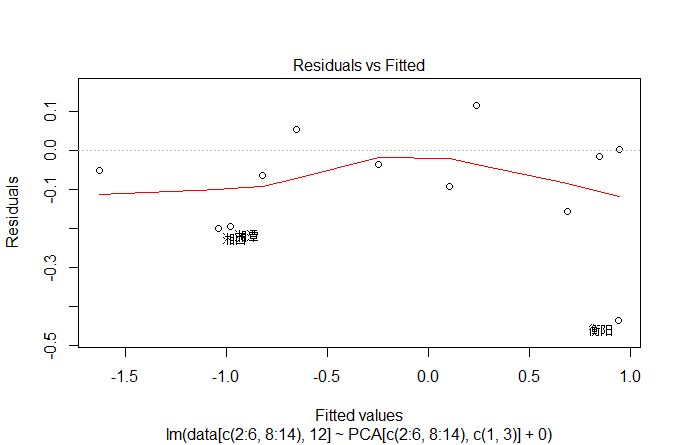 Residuals vs Fitted
Residuals
0.1
0.0
-0.1
-0.3
-0.5
湘西
湘潭
衡阳
-1.5
-1.0
-0.5
0.0
0.5
1.0
Fitted values
lm(data[c(2:6, 8:14), 12] ~ PCA[c(2:6, 8:14), c(1, 3)] + 0)